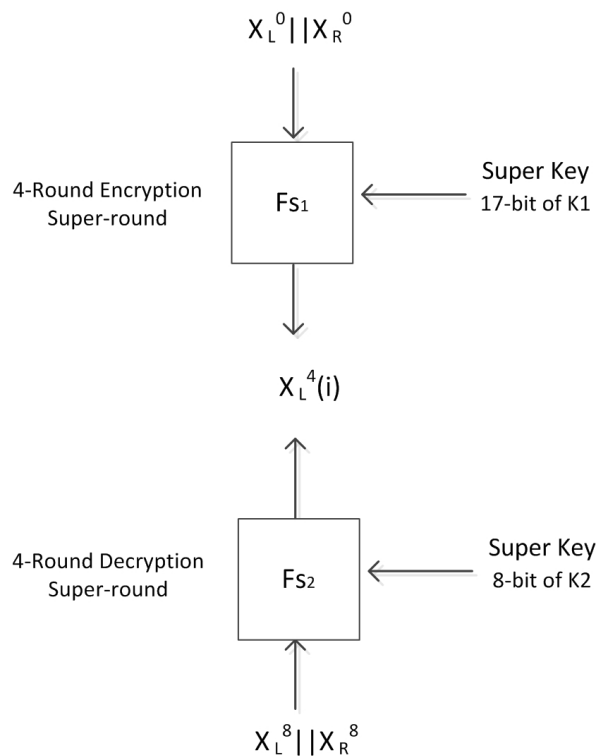 X_L^0||X_R^0
4-Round Encryption
Super-round
Fs1
Super Key
17-bit of K1
X_L^4(i)
4-Round Decryption
Super-round
Fs2
Super Key
8-bit of K2
X_L^8||X_R^8